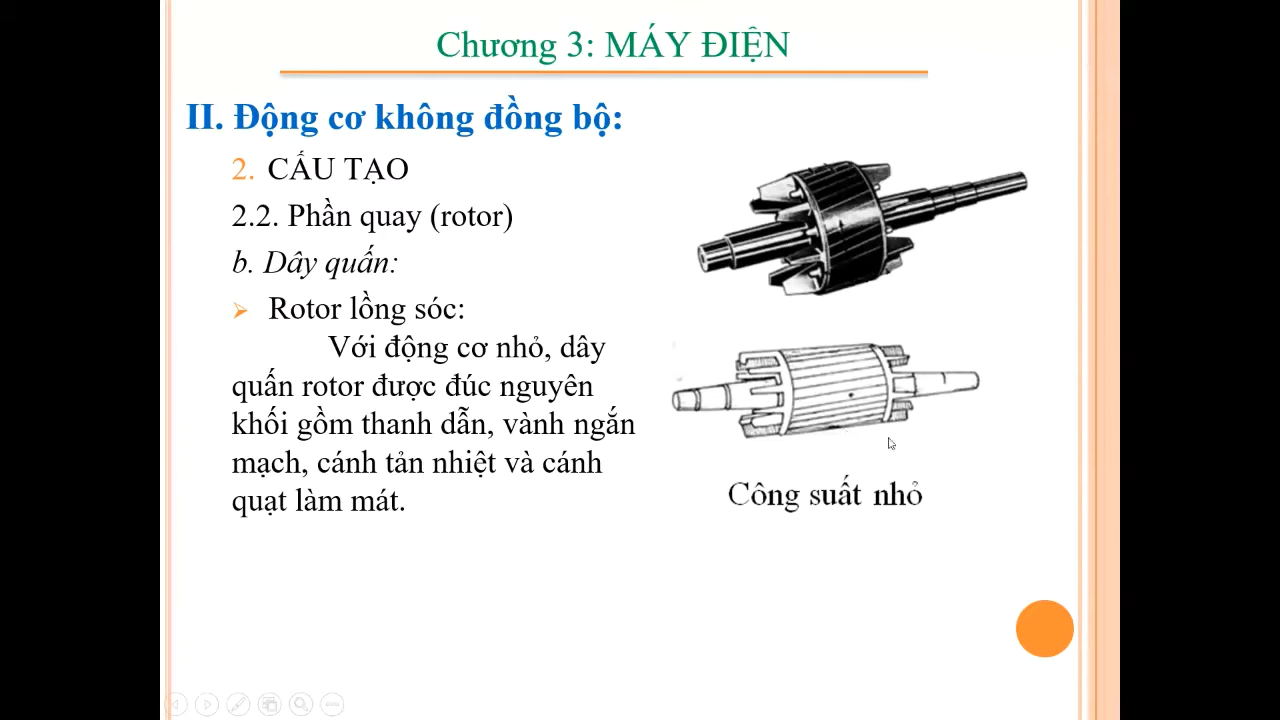 Chương 3: MÁY ĐIỆN
II. Động cơ không đồng bộ:
2. CẤU TẠO
2.2. Phần quay (rotor)
b. Dây quấn:
Rotor lồng sóc:
Với động cơ nhỏ, dây
quấn rotor được đúc nguyên
khối gồm thanh dẫn, vành ngắn
mạch, cánh tản nhiệt và cánh
quạt làm mát.
Công suất nhỏ